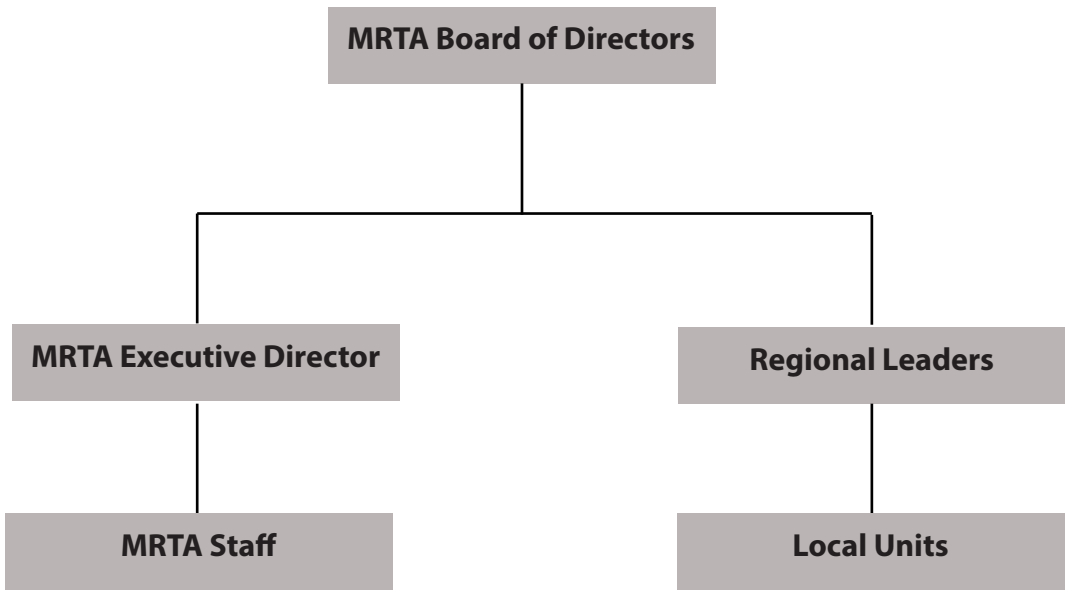 MRTA Board of Directors
MRTA Executive Director
Regional Leaders
MRTA Staff
Local Units